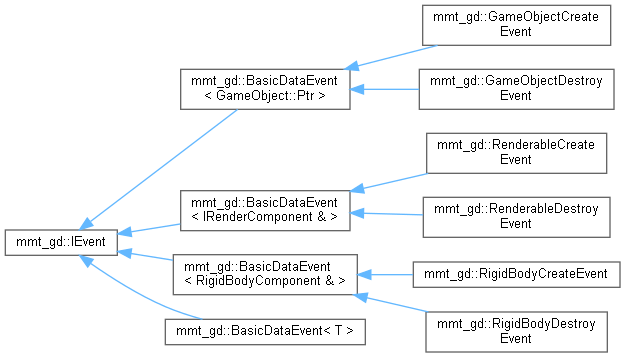 mmt_gd::GameObjectCreate
Event
mmt_gd::BasicDataEvent
< GameObject::Ptr >
mmt_gd::GameObjectDestroy
Event
mmt_gd::RenderableCreate
Event
mmt_gd::BasicDataEvent
< IRenderComponent & >
mmt_gd::RenderableDestroy
Event
mmt_gd::IEvent
mmt_gd::BasicDataEvent
< RigidBodyComponent & >
mmt_gd::RigidBodyCreateEvent
mmt_gd::RigidBodyDestroy
Event
mmt_gd::BasicDataEvent< T >